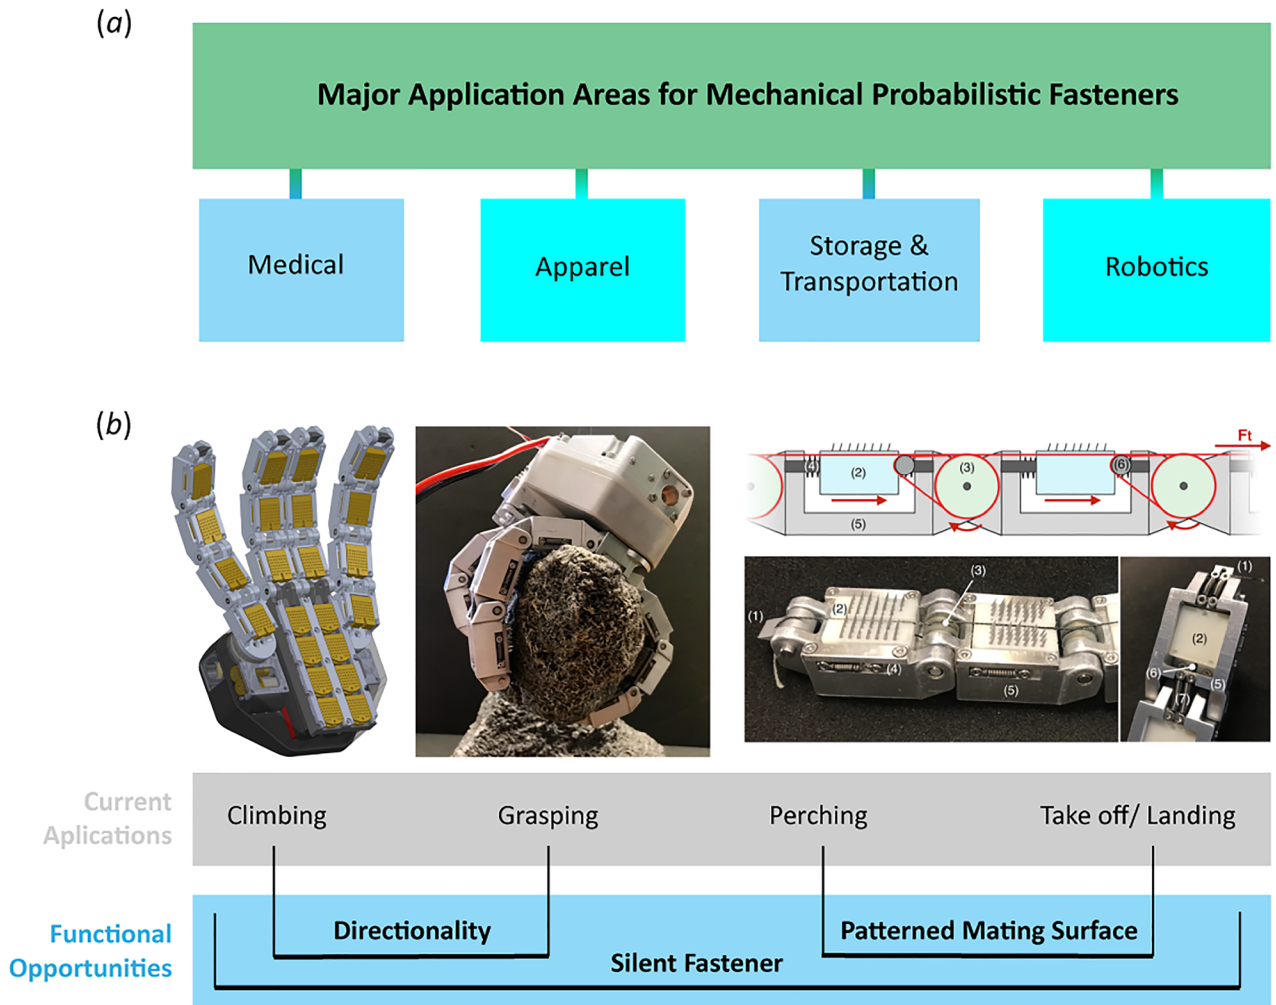 (a)
Major Application Areas for Mechanical Probabilistic Fasteners
Medical
Apparel
Storage &
Transportation
Robotics
(b)
Ft
(4)
(2)
(3)
(6)
(5)
(1)
(2)
(3)
(4)
(5)
(1)
(2)
(6)
(5)
(7)
Current
Aplications
Climbing
Grasping
Perching
Take off/ Landing
Functional
Opportunities
Directionality
Patterned Mating Surface
Silent Fastener